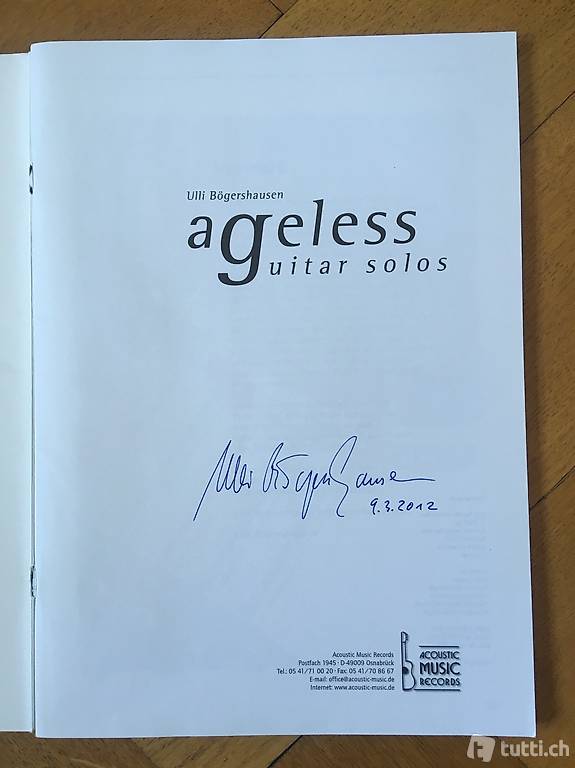 Ulli Bögershausen
ageless
guitar solos
Ulli Bögershausen
9.3.2012
Acoustic Music Records
Postfach 1945 · D-49009 Osnabrück
Tel.: 05 41/71 00 20 · Fax: 05 41/70 86 67
E-mail: office@acoustic-music.de
Internet: www.acoustic-music.de
ACOUSTIC
MUSIC
RECORDS
tutti.ch